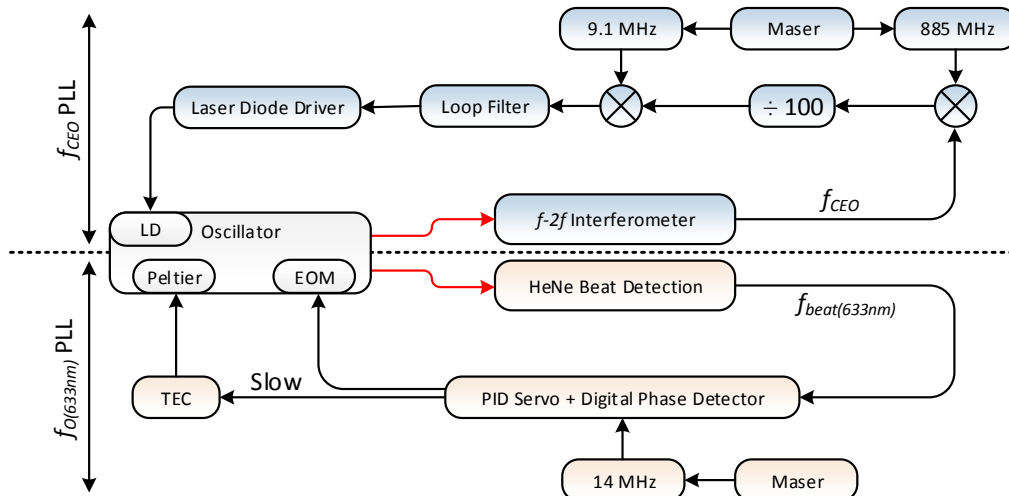 9.1 MHz
Maser
885 MHz
Laser Diode Driver
Loop Filter
÷ 100
f_CEO PLL
LD
Oscillator
f-2f Interferometer
f_CEO
Peltier
EOM
HeNe Beat Detection
f_beat(633nm)
f_O(633nm) PLL
Slow
TEC
PID Servo + Digital Phase Detector
14 MHz
Maser